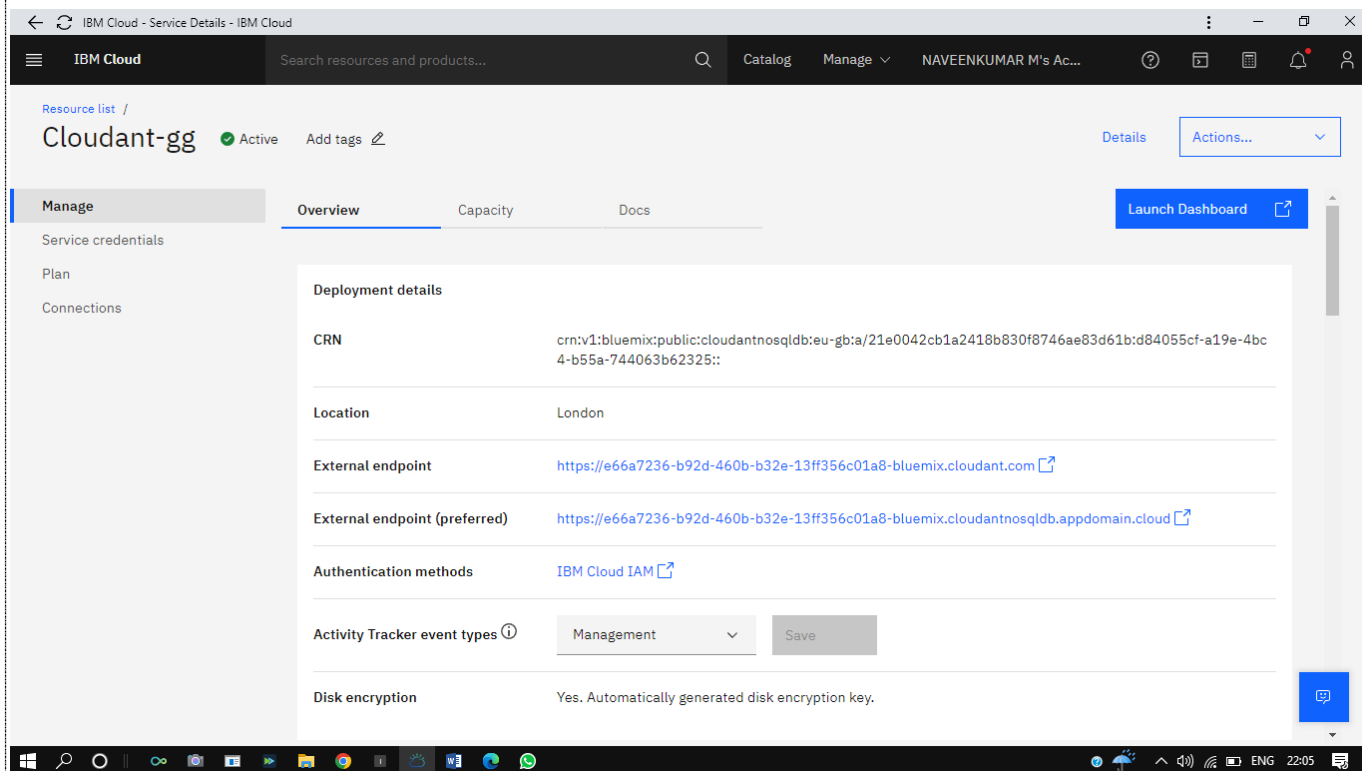 IBM Cloud - Service Details - IBM Cloud
IBM Cloud
Search resources and products...
Catalog
Manage
NAVEENKUMAR M's Ac...
Resource list /
Cloudant-gg
Active
Add tags
Details
Actions...
Manage
Service credentials
Plan
Connections
Overview
Capacity
Docs
Launch Dashboard
Deployment details
CRN
crn:v1:bluemix:public:cloudantnosqldb:eu-gb:a/21e0042cb1a2418b830f8746ae83d61b:d84055cf-a19e-4bc
4-b55a-744063b62325::
Location
London
External endpoint
https://e66a7236-b92d-460b-b32e-13ff356c01a8-bluemix.cloudant.com
External endpoint (preferred)
https://e66a7236-b92d-460b-b32e-13ff356c01a8-bluemix.cloudantnosqldb.appdomain.cloud
Authentication methods
IBM Cloud IAM
Activity Tracker event types
Management
Save
Disk encryption
Yes. Automatically generated disk encryption key.
ENG
22:05